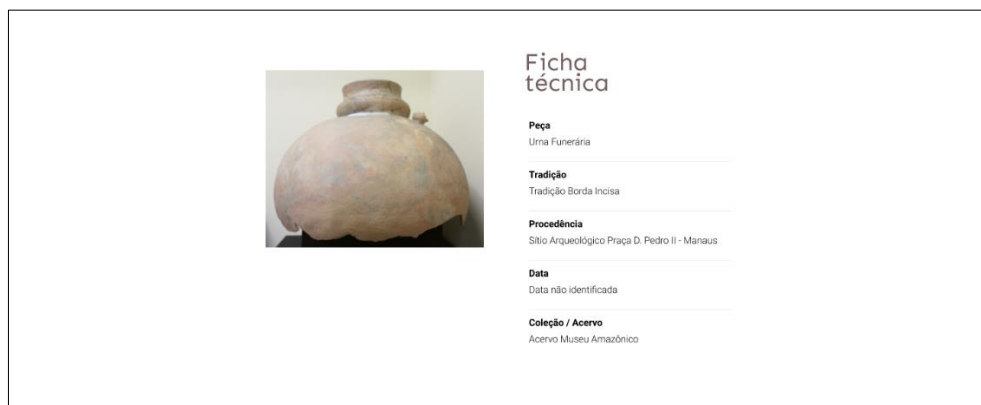 Ficha
técnica
Peça
Urna Funerária
Tradição
Tradição Borda Incisa
Procedência
Sítio Arqueológico Praça D. Pedro II - Manaus
Data
Data não identificada
Coleção / Acervo
Acervo Museu Amazônico